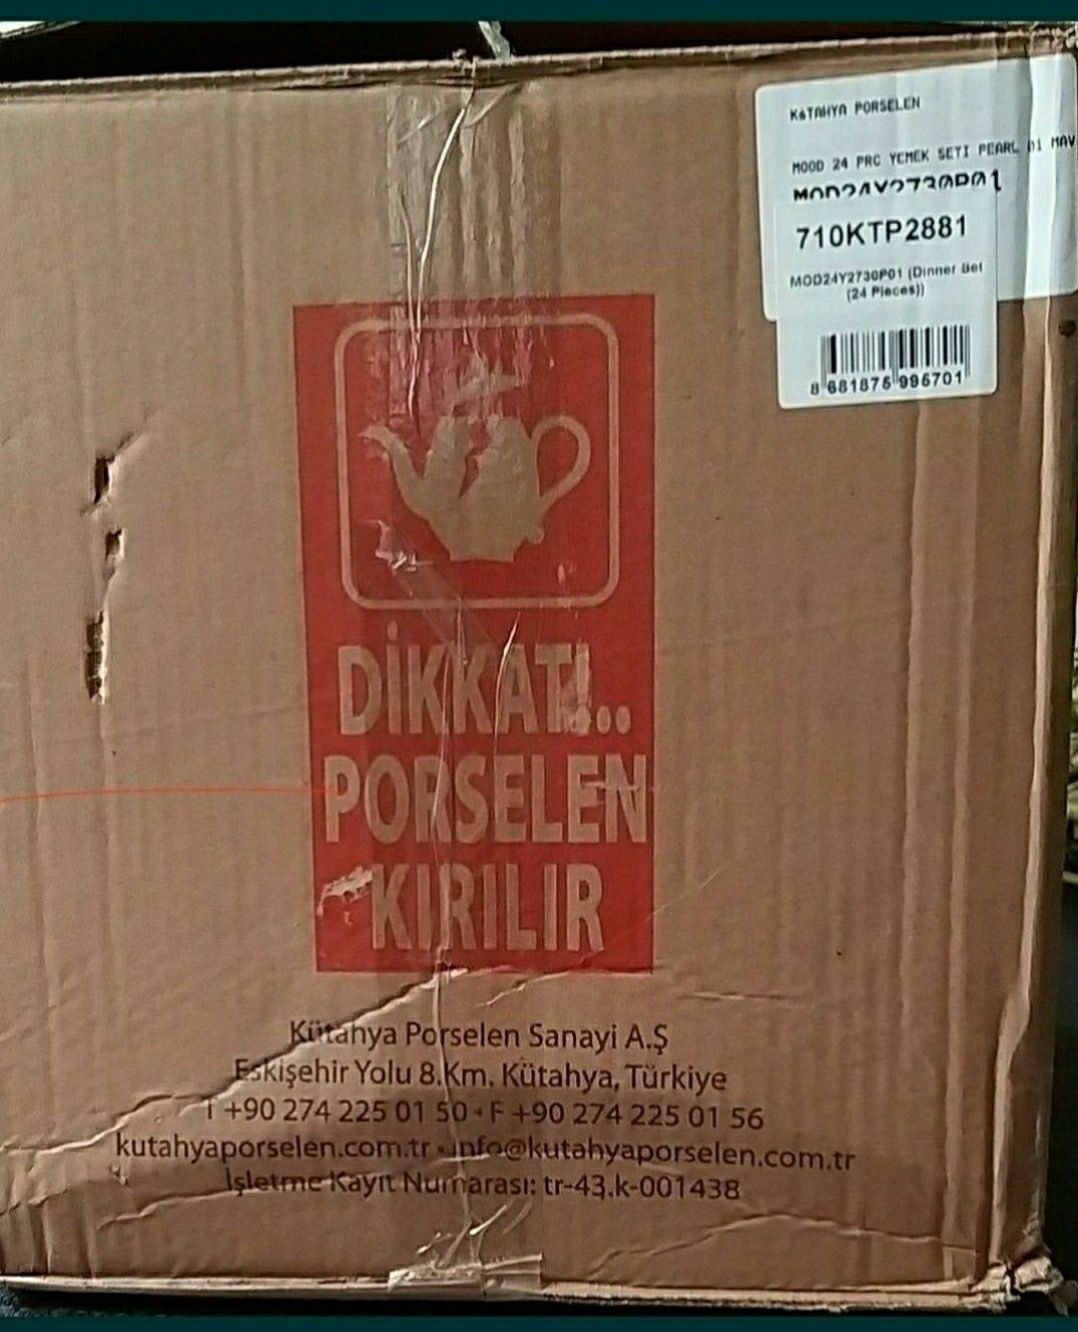 KüTAHYA PORSELEN
MOOD 24 PRC YEMEK SETI PEARL 01 MAV
MOD24Y2730P01
710KTP2881
MOD24Y2730P01 (Dinner Set
(24 Pieces))
8 681875 996701
DİKKAT!..
PORSELEN
KIRILIR
Kütahya Porselen Sanayi A.Ş
Eskişehir Yolu 8.Km. Kütahya, Türkiye
T +90 274 225 01 50 • F +90 274 225 01 56
kutahyaporselen.com.tr • info@kutahyaporselen.com.tr
İşletme Kayıt Numarası: tr-43.k-001438